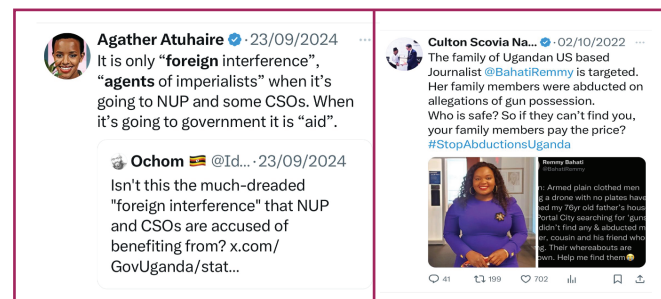 Agather Atuhaire · 23/09/2024 ...
It is only “foreign interference”,
“agents of imperialists” when it’s
going to NUP and some CSOs. When
it’s going to government it is “aid”.
Ochom @Id... · 23/09/2024
Isn't this the much-dreaded
"foreign interference" that NUP
and CSOs are accused of
benefiting from? x.com/
GovUganda/stat...
Culton Scovia Na... · 02/10/2022 ...
The family of Ugandan US based
Journalist @BahatiRemmy is targeted.
Her family members were abducted on
allegations of gun possession.
Who is safe? So if they can’t find you,
your family members pay the price?
#StopAbductionsUganda
Remmy Bahati
@BahatiRemmy
n: Armed plain clothed men
g a drone with no plates have
ed my 76yr old father's hous
Portal City searching for 'guns
didn't find any & abducted m
er, cousin and his friend who
ng. Their whereabouts are
own. Help me find them
41 199 702